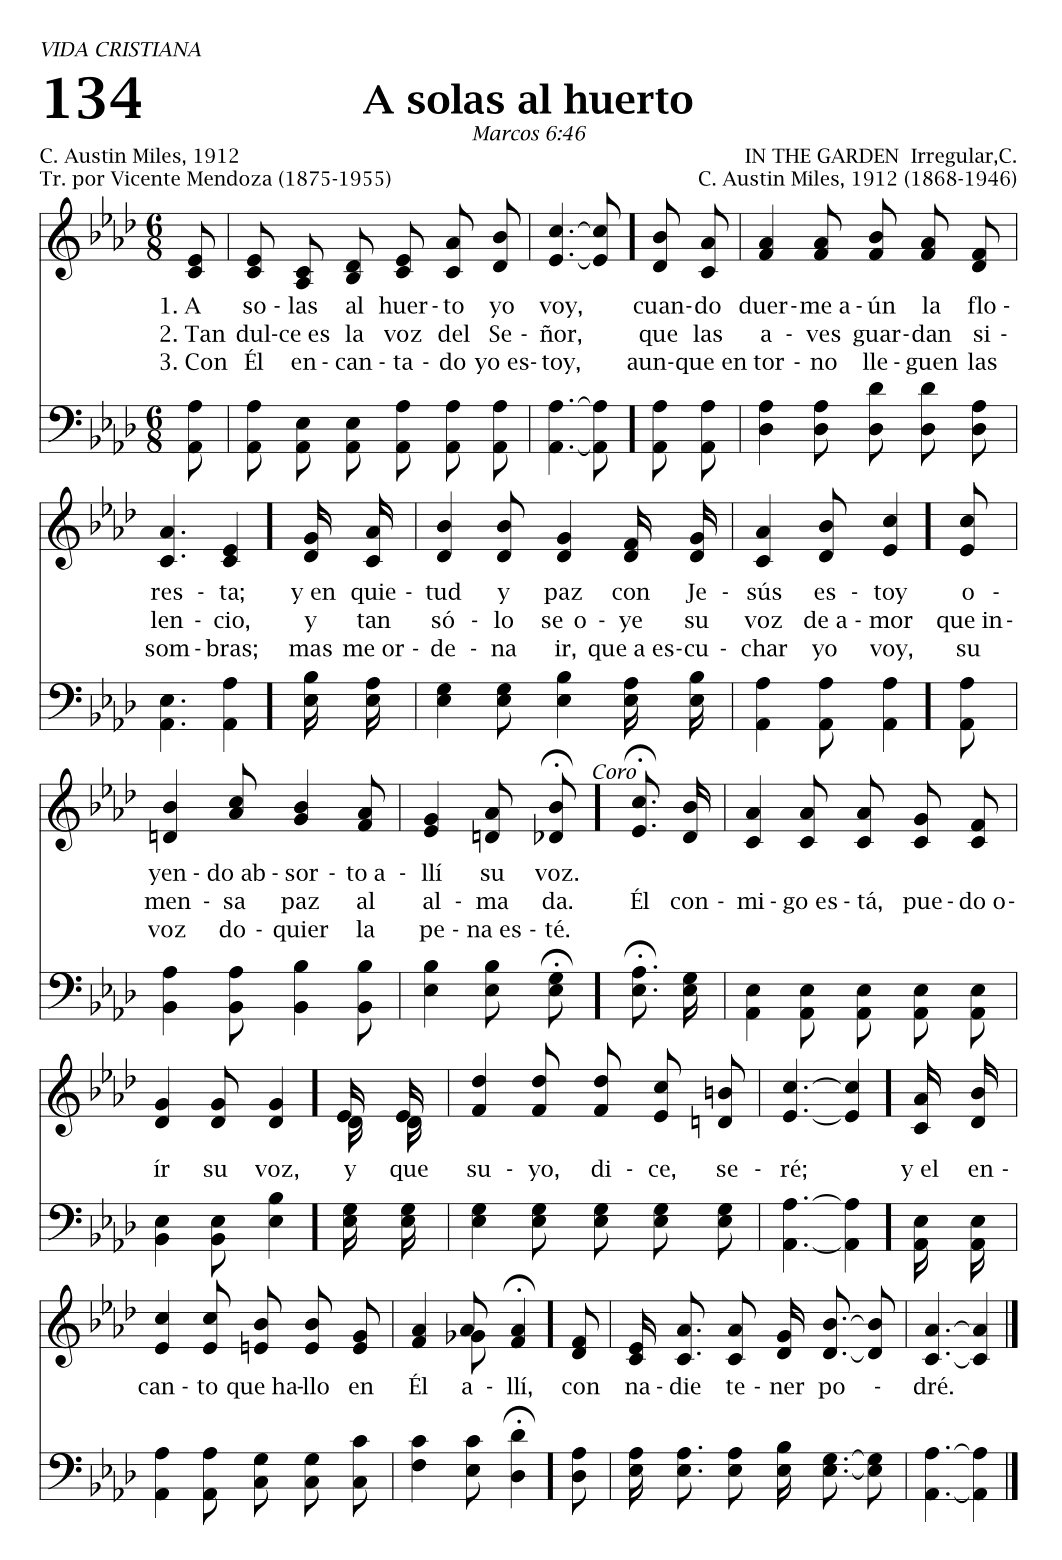 VIDA CRISTIANA
134
A solas al huerto
Marcos 6:46
C. Austin Miles, 1912
IN THE GARDEN Irregular,C.
Tr. por Vicente Mendoza (1875-1955)
C. Austin Miles, 1912 (1868-1946)
6 8
1. A so - las al huer - to yo voy, cuan - do duer - me a - ún la flo -
2. Tan dul - ce es la voz del Se - ñor, que las a - ves guar - dan si -
3. Con Él en - can - ta - do yo es - toy, aun - que en tor - no lle - guen las
6 8
res - ta; y en quie - tud y paz con Je - sús es - toy o -
len - cio, y tan só - lo se o - ye su voz de a - mor que in -
som - bras; mas me or - de - na ir, que a es - cu - char yo voy, su
Coro
yen - do ab - sor - to a - llí su voz.
men - sa paz al al - ma da. Él con - mi - go es - tá, pue - do o -
voz do - quier la pe - na es - té.
ír su voz, y que su - yo, di - ce, se - ré; y el en -
can - to que ha - llo en Él a - llí, con na - die te - ner po - dré.